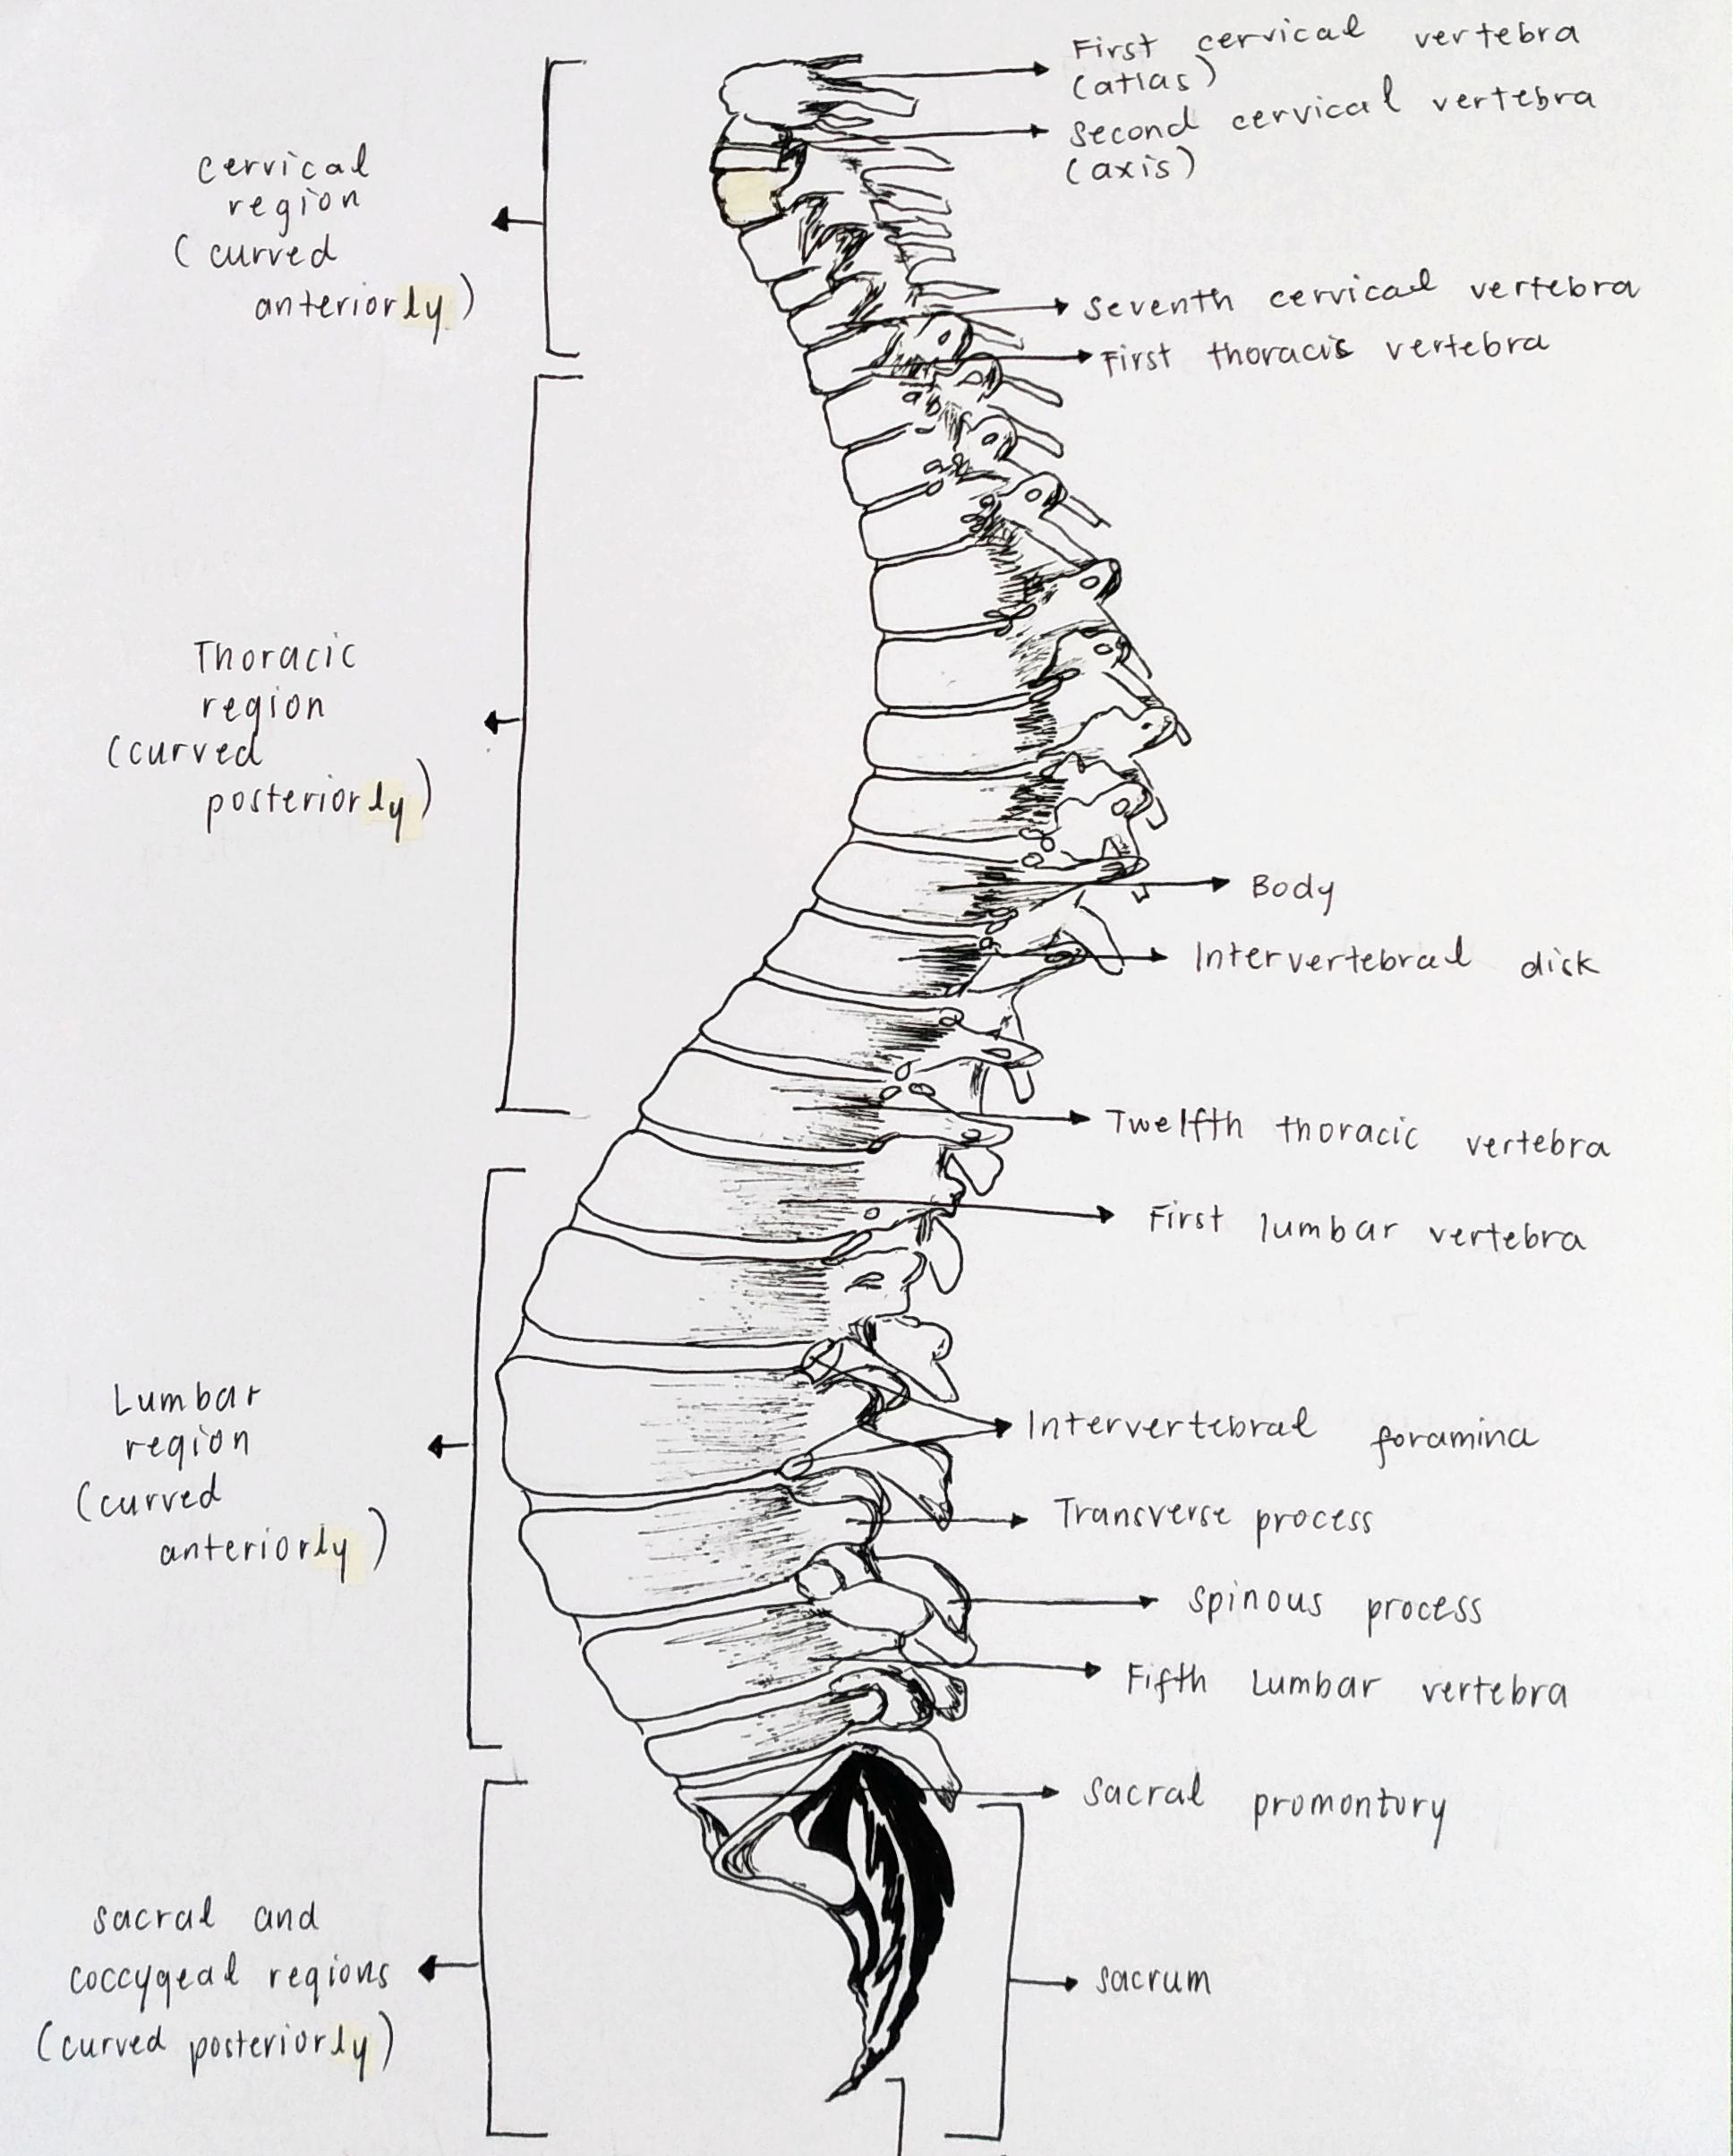 First cervical vertebra
(atlas)
Second cervical vertebra
(axis)
cervical
region
(curved
anteriorly)
Seventh cervical vertebra
First thoracic vertebra
Thoracic
region
(curved
posteriorly)
Body
Intervertebral disk
Twelfth thoracic vertebra
First lumbar vertebra
Lumbar
region
(curved
anteriorly)
Intervertebral foramina
Transverse process
Spinous process
Fifth Lumbar vertebra
Sacral promontory
sacral and
coccygeal regions
(curved posteriorly)
sacrum